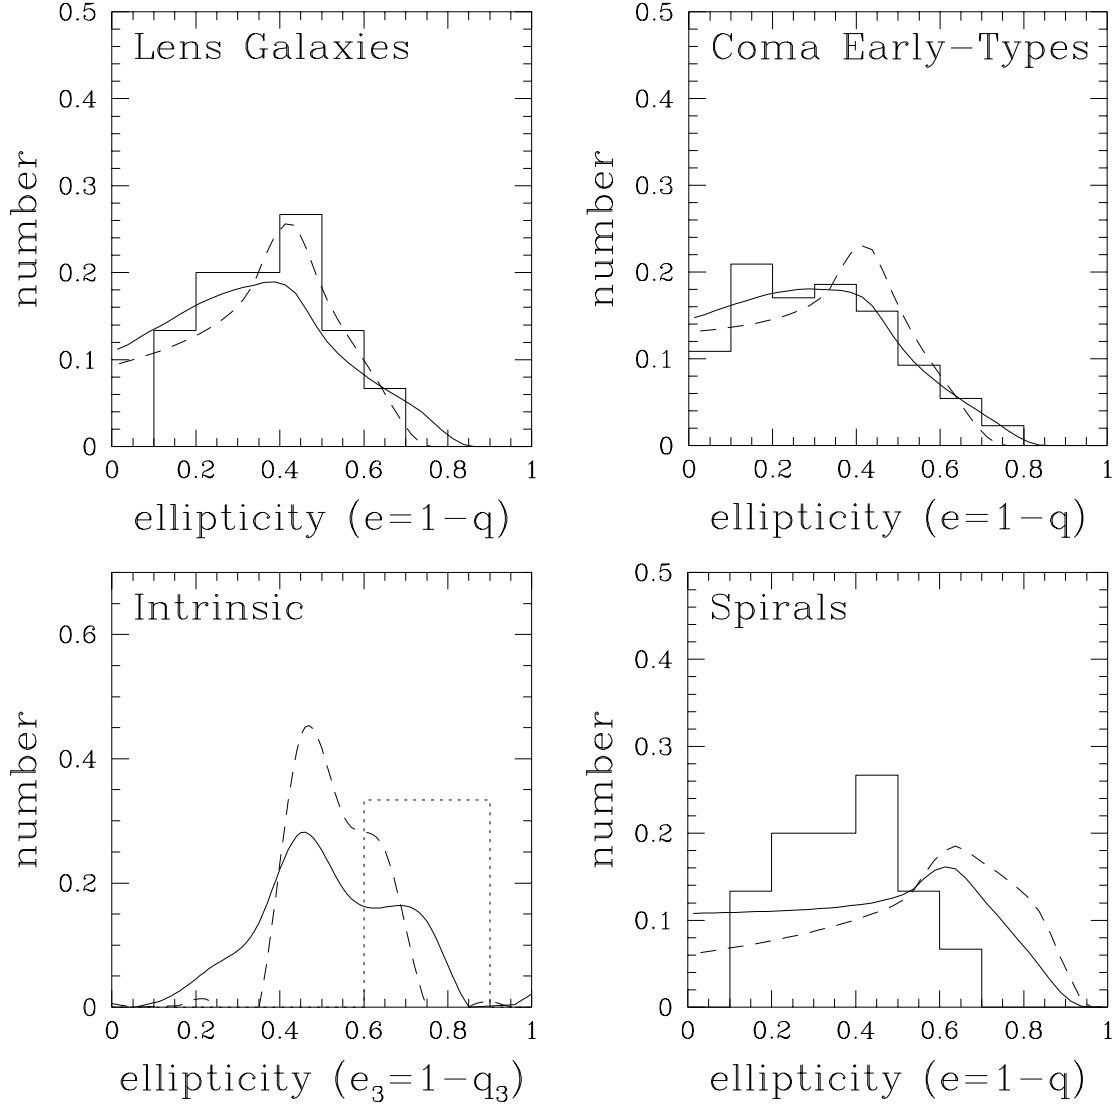 Lens Galaxies
number
0.5
0.4
0.3
0.2
0.1
0
0 0.2 0.4 0.6 0.8 1
ellipticity (e=1−q)
Coma Early−Types
number
0.5
0.4
0.3
0.2
0.1
0
0 0.2 0.4 0.6 0.8 1
ellipticity (e=1−q)
Intrinsic
number
0.6
0.4
0.2
0
0 0.2 0.4 0.6 0.8 1
ellipticity (e₃=1−q₃)
Spirals
number
0.5
0.4
0.3
0.2
0.1
0
0 0.2 0.4 0.6 0.8 1
ellipticity (e=1−q)